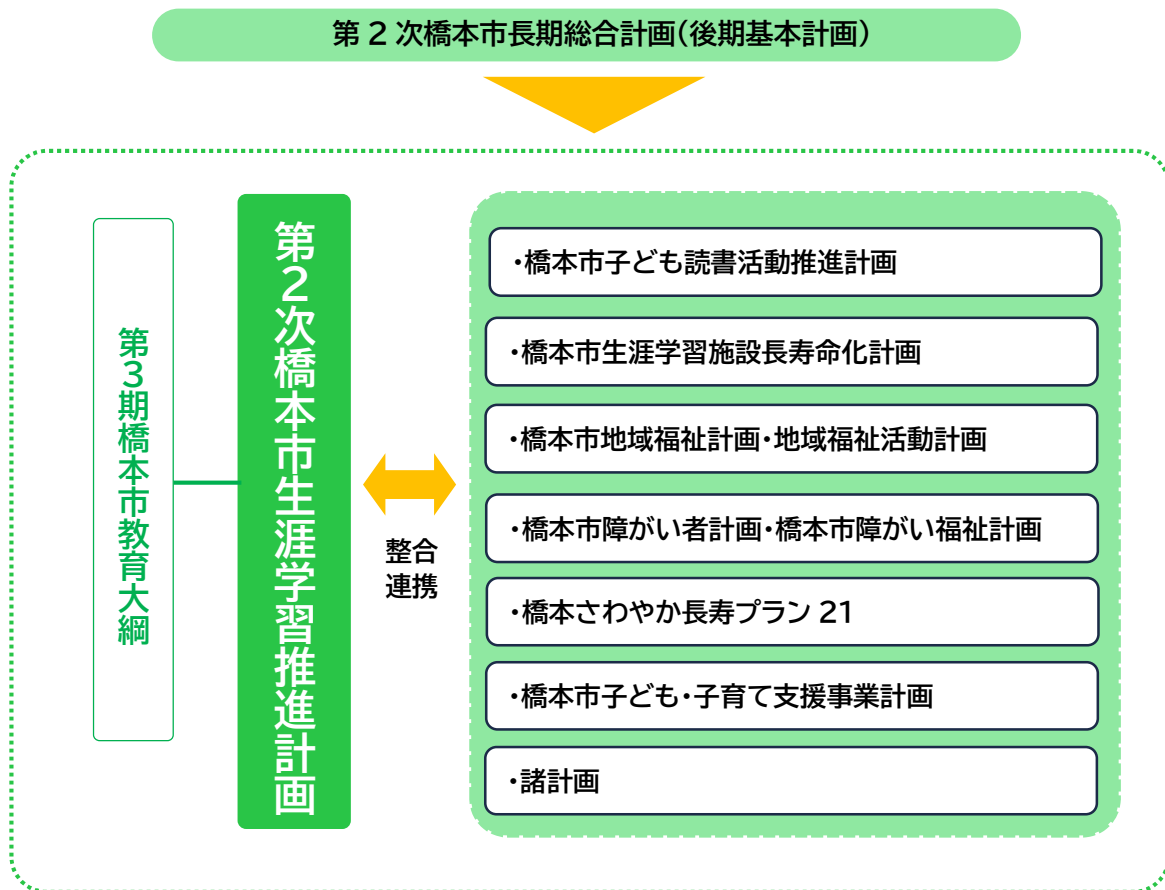 第 2 次橋本市長期総合計画(後期基本計画)
第3期橋本市教育大綱
第2次橋本市生涯学習推進計画
整合
連携
・橋本市子ども読書活動推進計画
・橋本市生涯学習施設長寿命化計画
・橋本市地域福祉計画・地域福祉活動計画
・橋本市障がい者計画・橋本市障がい福祉計画
・橋本さわやか長寿プラン 21
・橋本市子ども・子育て支援事業計画
・諸計画